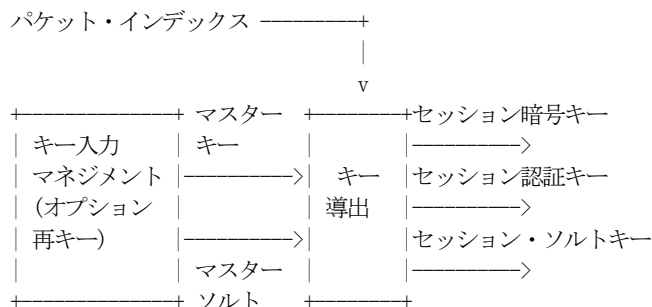 パケット・インデックス ---------+
|
v
+--------------+ マスター +--------+セッション暗号キー
| キー入力 | キー | |---------->
| マネジメント |---------->| キー |セッション認証キー
| (オプション | | 導出 |---------->
| 再キー) |---------->| |セッション・ソルトキー
| | マスター | |---------->
+--------------+ ソルト +--------+